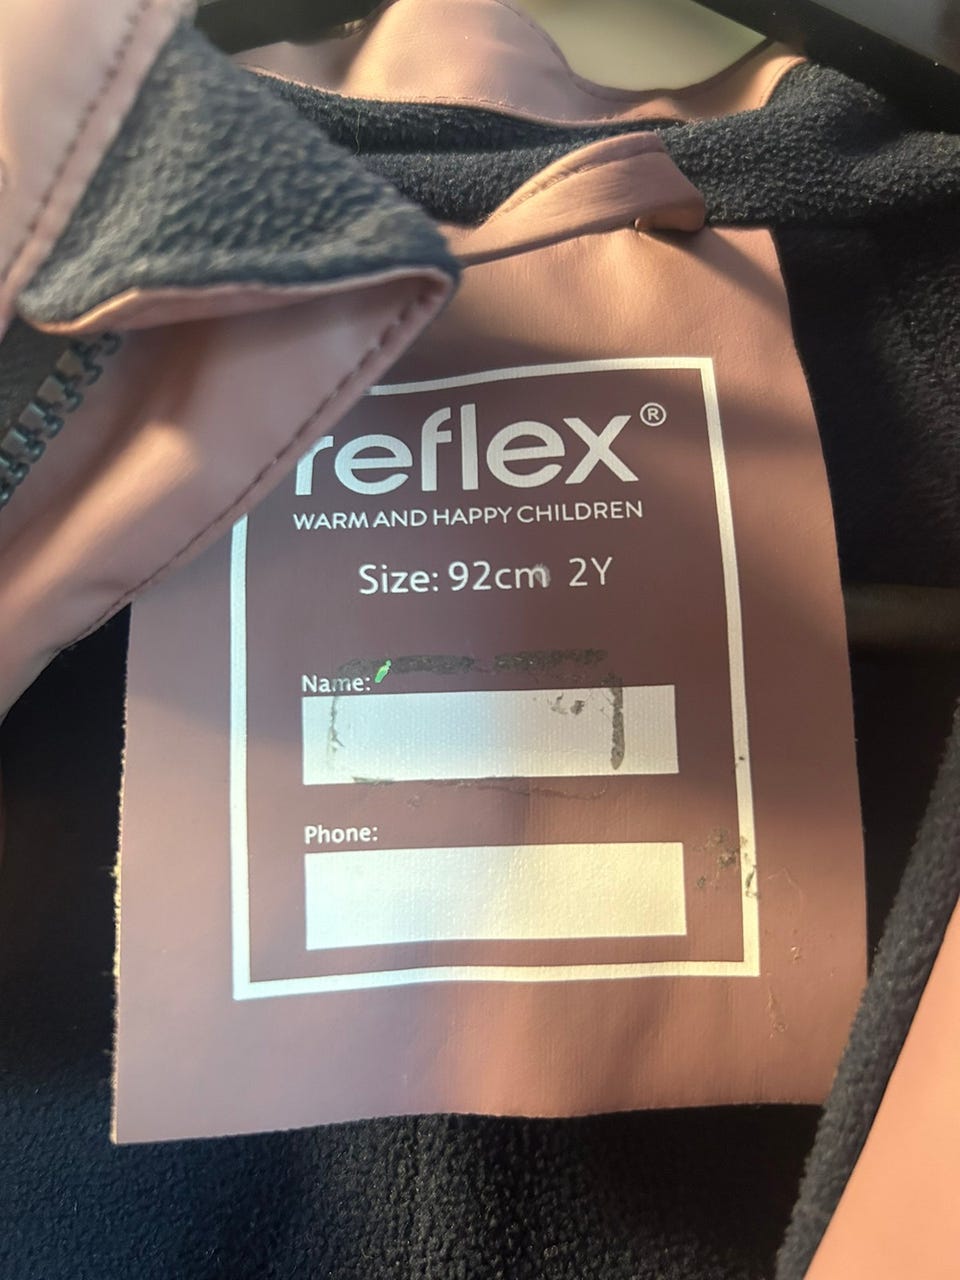 reflex®
WARM AND HAPPY CHILDREN
Size: 92cm 2Y
Name:
Phone: